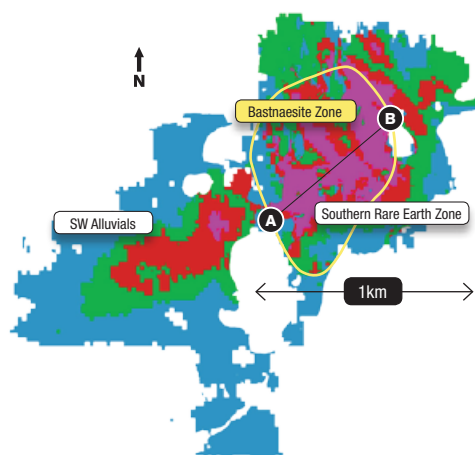 N
Bastnaesite Zone
B
A
Southern Rare Earth Zone
SW Alluvials
1km